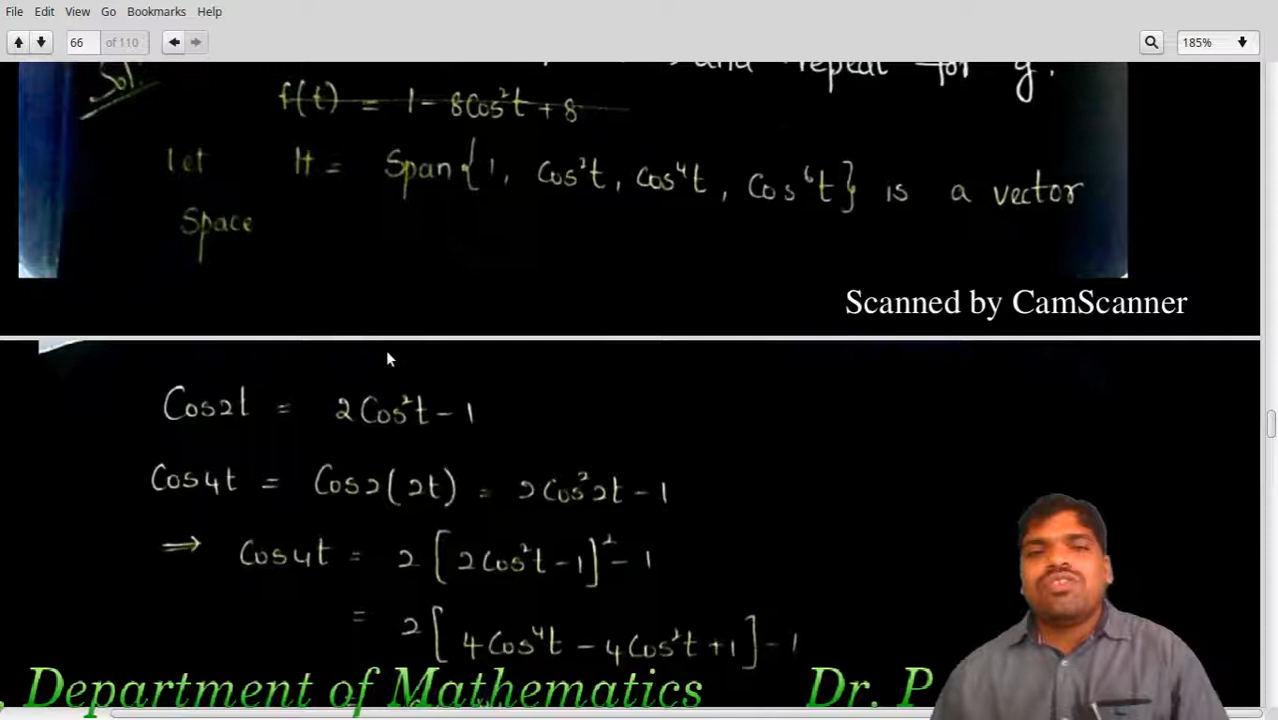 File Edit View Go Bookmarks Help
66 of 110 185%
and repeat for g.
Sol.
f(t) = 1 - 8Cos²t + 8
Let H = Span{1, Cos²t, Cos⁴t, Cos⁶t} is a vector
Space
Scanned by CamScanner
Cos2t = 2Cos²t - 1
Cos4t = Cos2(2t) = 2Cos²2t - 1
⇒ Cos4t = 2[2Cos²t - 1]² - 1
= 2[4Cos⁴t - 4Cos²t + 1] - 1
Department of Mathematics Dr. P